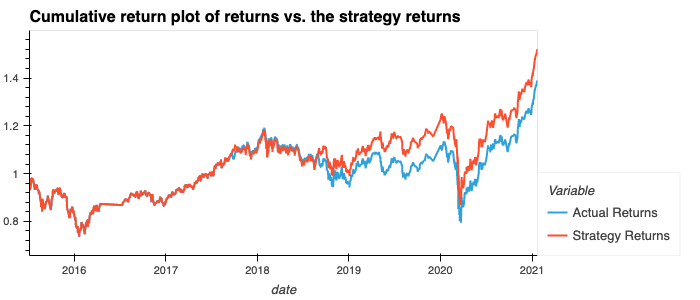 Cumulative return plot of returns vs. the strategy returns
1.4
1.2
1
0.8
2016 2017 2018 2019 2020 2021
date
Variable
Actual Returns
Strategy Returns